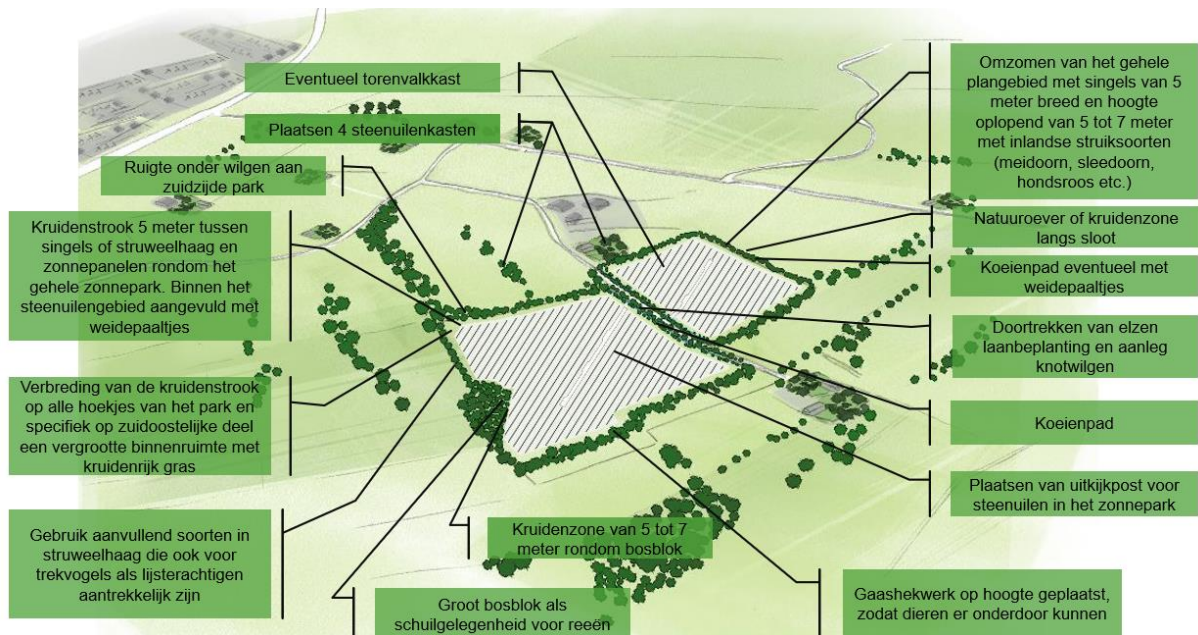 Eventueel torenvalkkast
Plaatsen 4 steenuilenkasten
Ruigte onder wilgen aan
zuidzijde park
Kruidenstrook 5 meter tussen
singels of struweelhaag en
zonnepanelen rondom het
gehele zonnepark. Binnen het
steenuilengebied aangevuld met
weidepaaltjes
Verbreding van de kruidenstrook
op alle hoekjes van het park en
specifiek op zuidoostelijke deel
een vergrootte binnenruimte met
kruidenrijk gras
Gebruik aanvullend soorten in
struweelhaag die ook voor
trekvogels als lijsterachtigen
aantrekkelijk zijn
Groot bosblok als
schuilgelegenheid voor reeën
Kruidenzone van 5 tot 7
meter rondom bosblok
Omzomen van het gehele
plangebied met singels van 5
meter breed en hoogte
oplopend van 5 tot 7 meter
met inlandse struiksoorten
(meidoorn, sleedoorn,
hondsroos etc.)
Natuuroever of kruidenzone
langs sloot
Koeienpad eventueel met
weidepaaltjes
Doortrekken van elzen
laanbeplanting en aanleg
knotwilgen
Koeienpad
Plaatsen van uitkijkpost voor
steenuilen in het zonnepark
Gaashekwerk op hoogte geplaatst,
zodat dieren er onderdoor kunnen